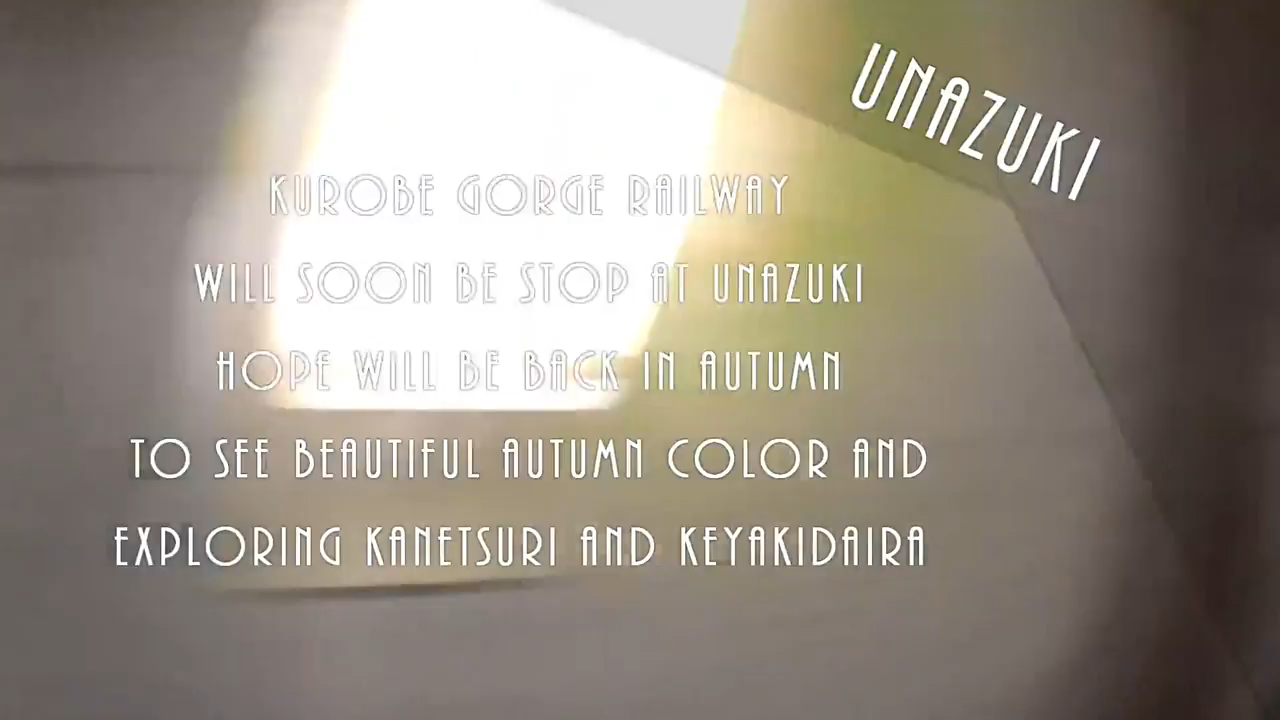 UNAZUKI
KUROBE GORGE RAILWAY
WILL SOON BE STOP AT UNAZUKI
HOPE WILL BE BACK IN AUTUMN
TO SEE BEAUTIFUL AUTUMN COLOR AND
EXPLORING KANETSURI AND KEYAKIDAIRA